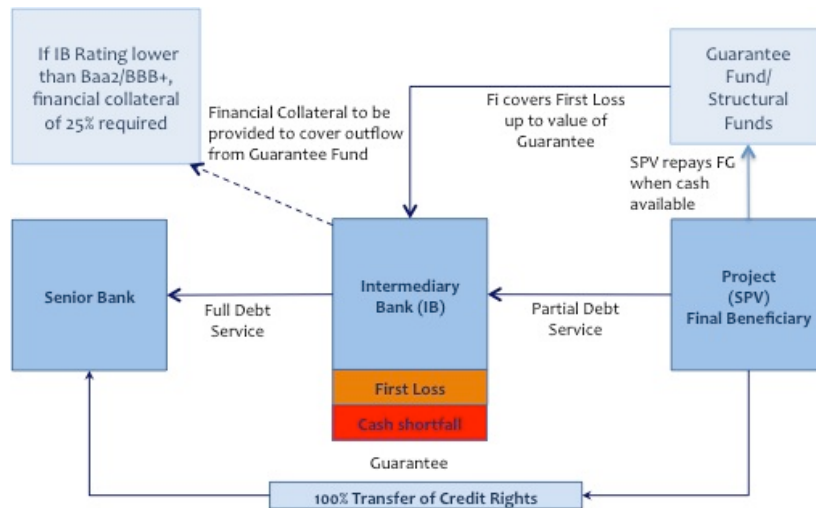 If IB Rating lower
than Baa2/BBB+,
financial collateral
of 25% required
Financial Collateral to be
provided to cover outflow
from Guarantee Fund
Fi covers First Loss
up to value of
Guarantee
Guarantee
Fund/
Structural
Funds
SPV repays FG
when cash
available
Senior Bank
Full Debt
Service
Intermediary
Bank (IB)
Partial Debt
Service
Project
(SPV)
Final Beneficiary
First Loss
Cash shortfall
Guarantee
100% Transfer of Credit Rights